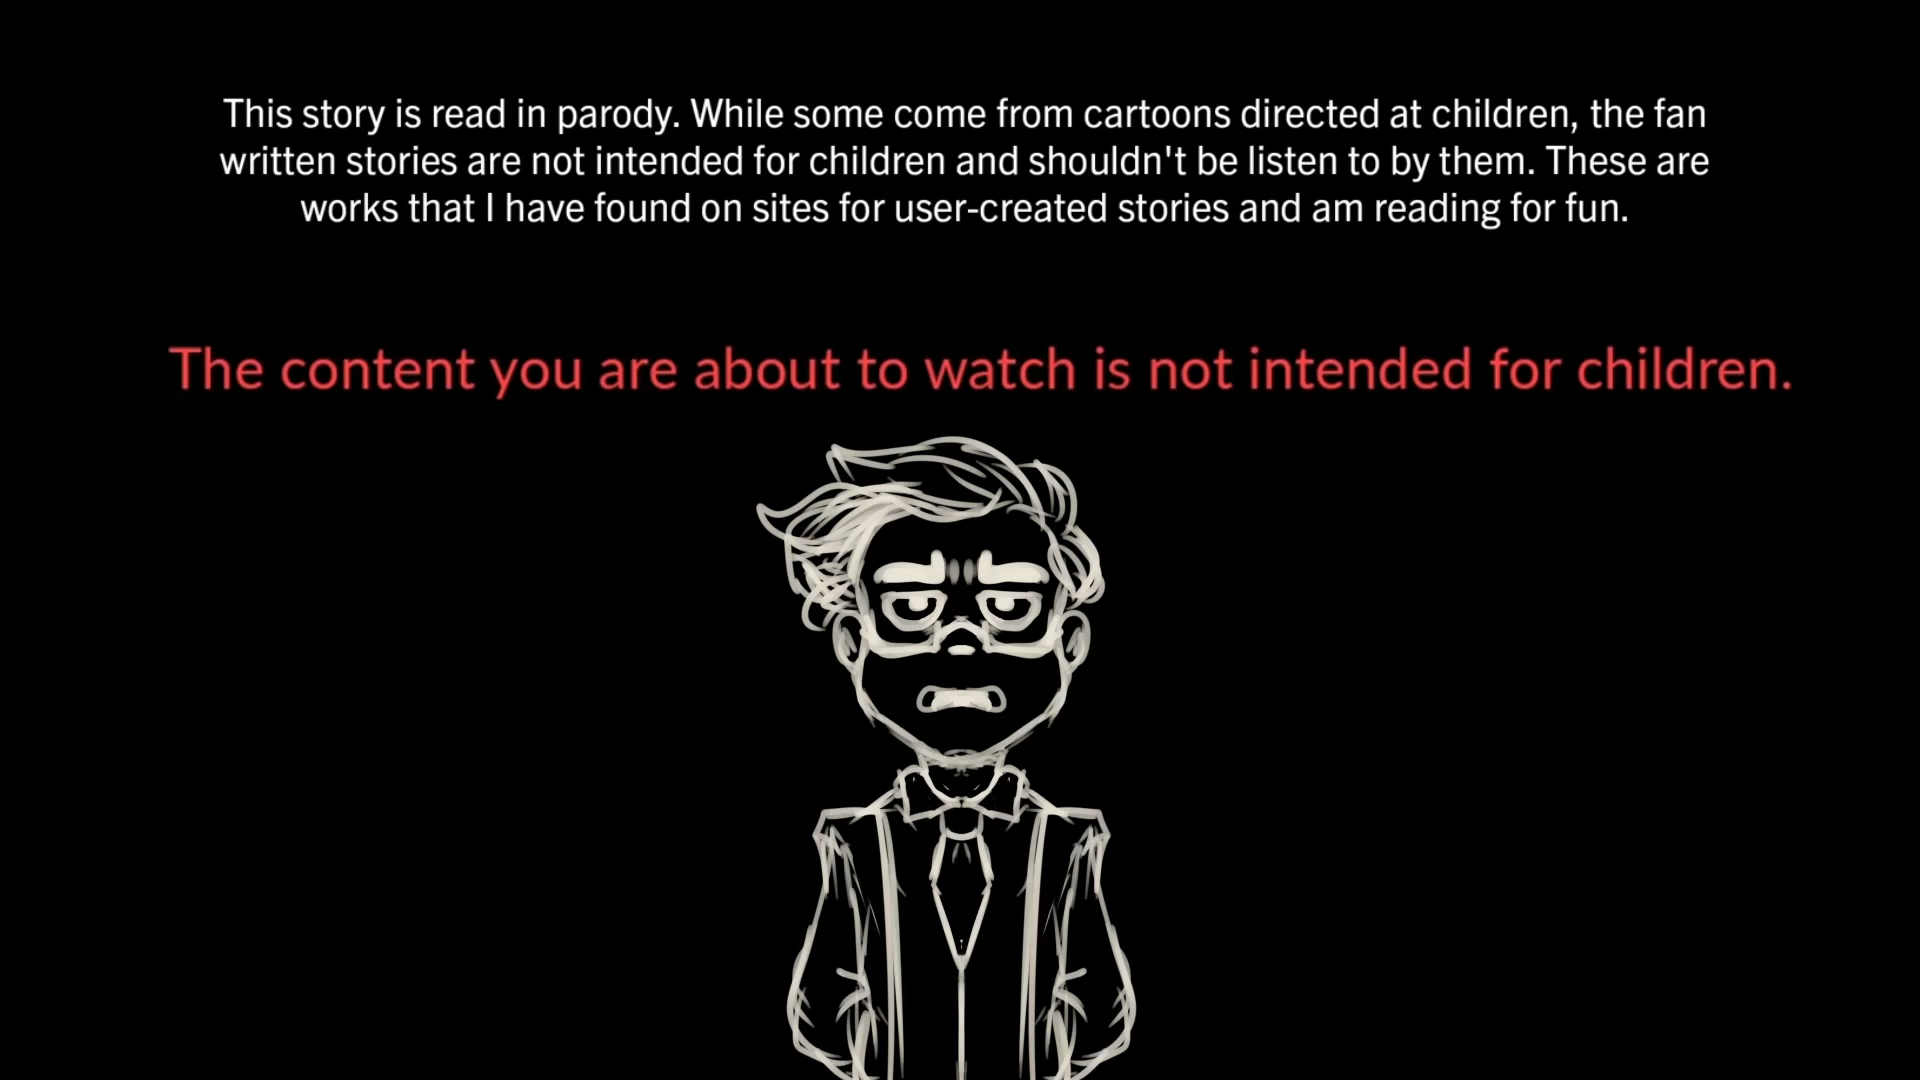 This story is read in parody. While some come from cartoons directed at children, the fan
written stories are not intended for children and shouldn't be listen to by them. These are
works that I have found on sites for user-created stories and am reading for fun.
The content you are about to watch is not intended for children.